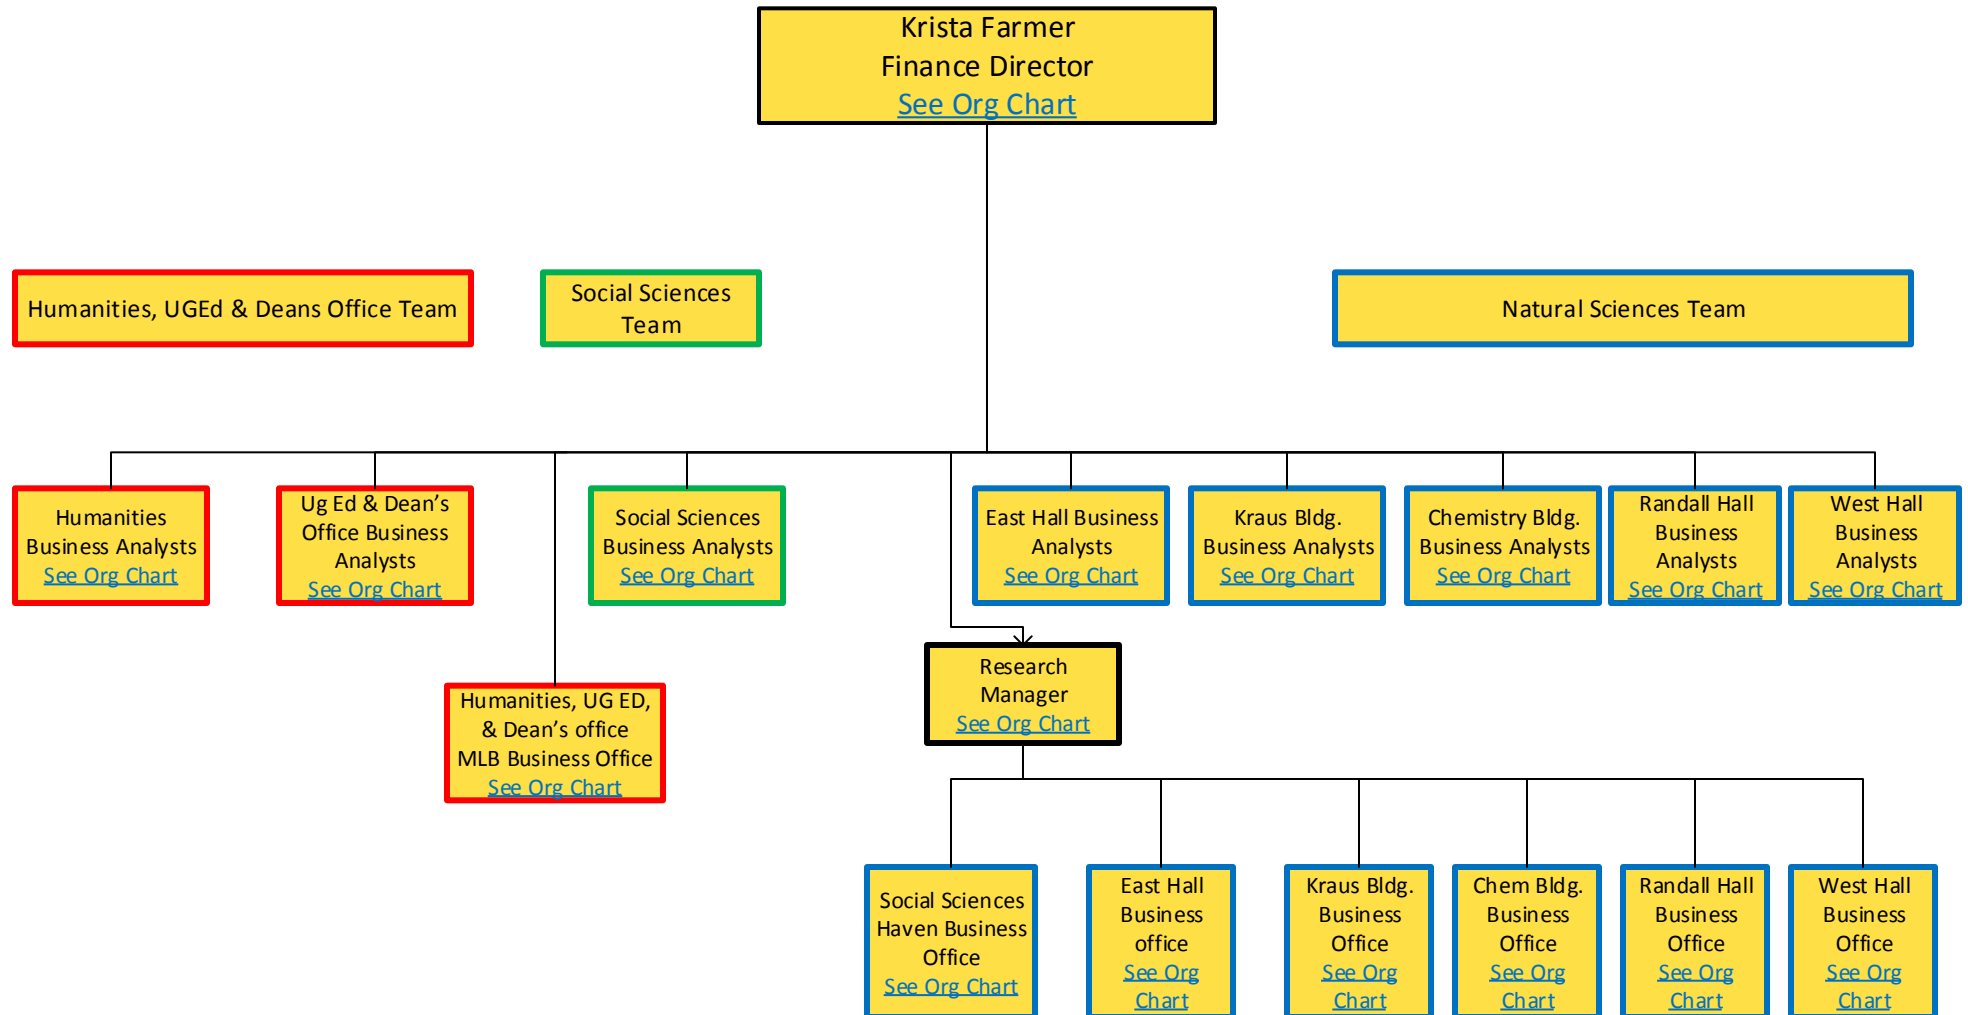 Krista Farmer
Finance Director
See Org Chart
Humanities, UGEd & Deans Office Team
Social Sciences
Team
Natural Sciences Team
Humanities
Business Analysts
See Org Chart
Ug Ed & Dean’s
Office Business
Analysts
See Org Chart
Social Sciences
Business Analysts
See Org Chart
East Hall Business
Analysts
See Org Chart
Kraus Bldg.
Business Analysts
See Org Chart
Chemistry Bldg.
Business Analysts
See Org Chart
Randall Hall
Business
Analysts
See Org Chart
West Hall
Business
Analysts
See Org Chart
Humanities, UG ED,
& Dean’s office
MLB Business Office
See Org Chart
Research
Manager
See Org Chart
Social Sciences
Haven Business
Office
See Org Chart
East Hall
Business
office
See Org
Chart
Kraus Bldg.
Business
Office
See Org
Chart
Chem Bldg.
Business
Office
See Org
Chart
Randall Hall
Business
Office
See Org
Chart
West Hall
Business
Office
See Org
Chart